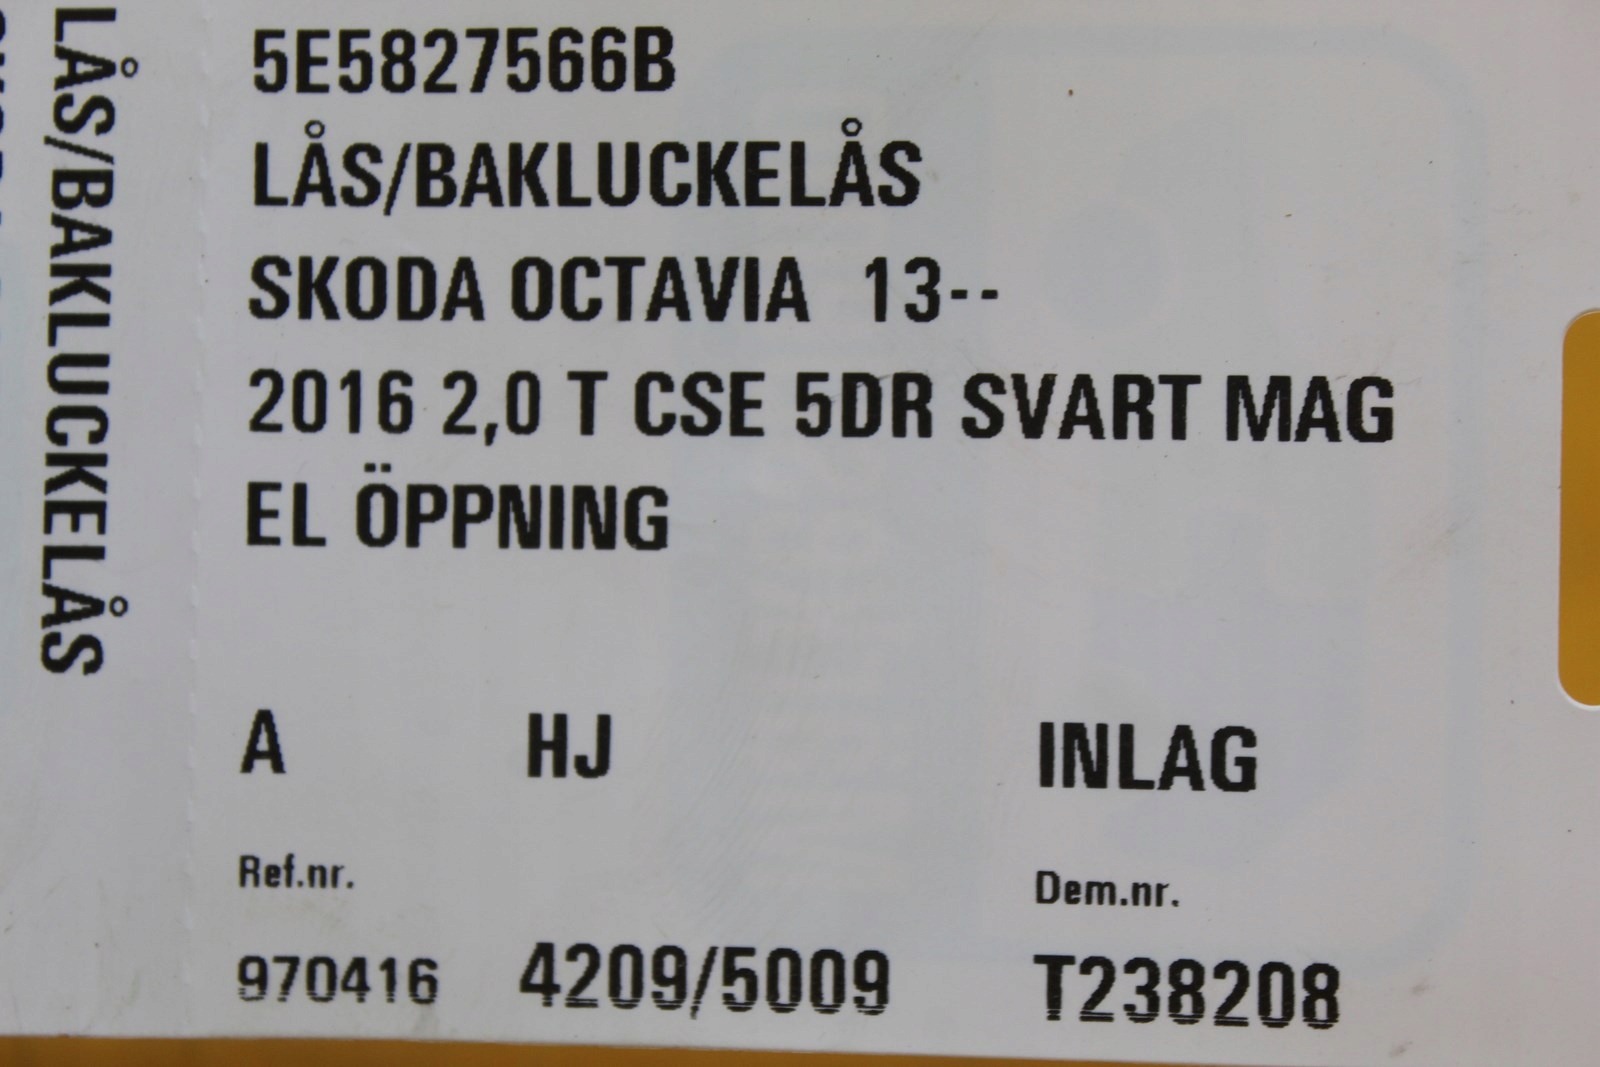 LÅS/BAKLUCKELÅS
5E5827566B
LÅS/BAKLUCKELÅS
SKODA OCTAVIA 13--
2016 2,0 T CSE 5DR SVART MAG
EL ÖPPNING
A HJ INLAG
Ref.nr. Dem.nr.
970416 4209/5009 T238208